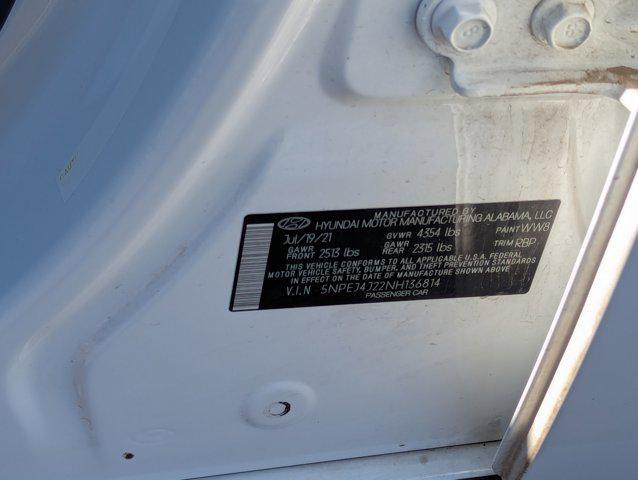 MANUFACTURED BY
HYUNDAI MOTOR MANUFACTURING ALABAMA, LLC
Jul/19/21 GVWR 4354 lbs PAINT WW8
GAWR FRONT 2513 lbs GAWR REAR 2315 lbs TRIM RBP
THIS VEHICLE CONFORMS TO ALL APPLICABLE U.S.A. FEDERAL
MOTOR VEHICLE SAFETY, BUMPER, AND THEFT PREVENTION STANDARDS
IN EFFECT ON THE DATE OF MANUFACTURE SHOWN ABOVE
V.I.N 5NPEJ4J22NH136814
PASSENGER CAR